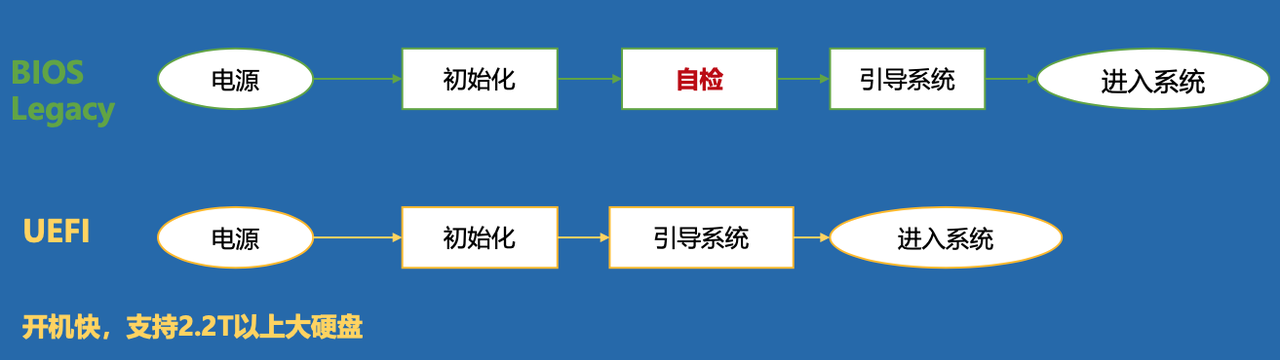 BIOS
Legacy
电源
初始化
自检
引导系统
进入系统
UEFI
电源
初始化
引导系统
进入系统
开机快，支持2.2T以上大硬盘